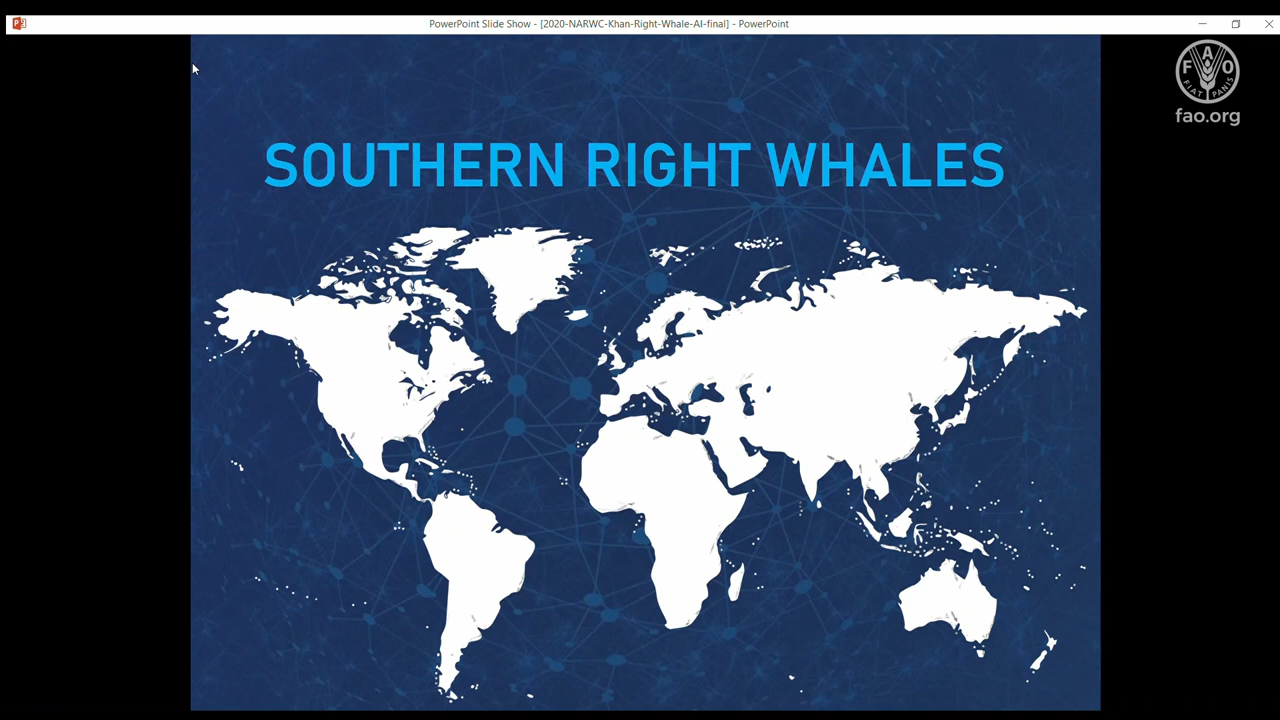 PowerPoint Slide Show - [2020-NARWC-Khan-Right-Whale-AI-final] - PowerPoint
F A O
FIAT PANIS
fao.org
SOUTHERN RIGHT WHALES